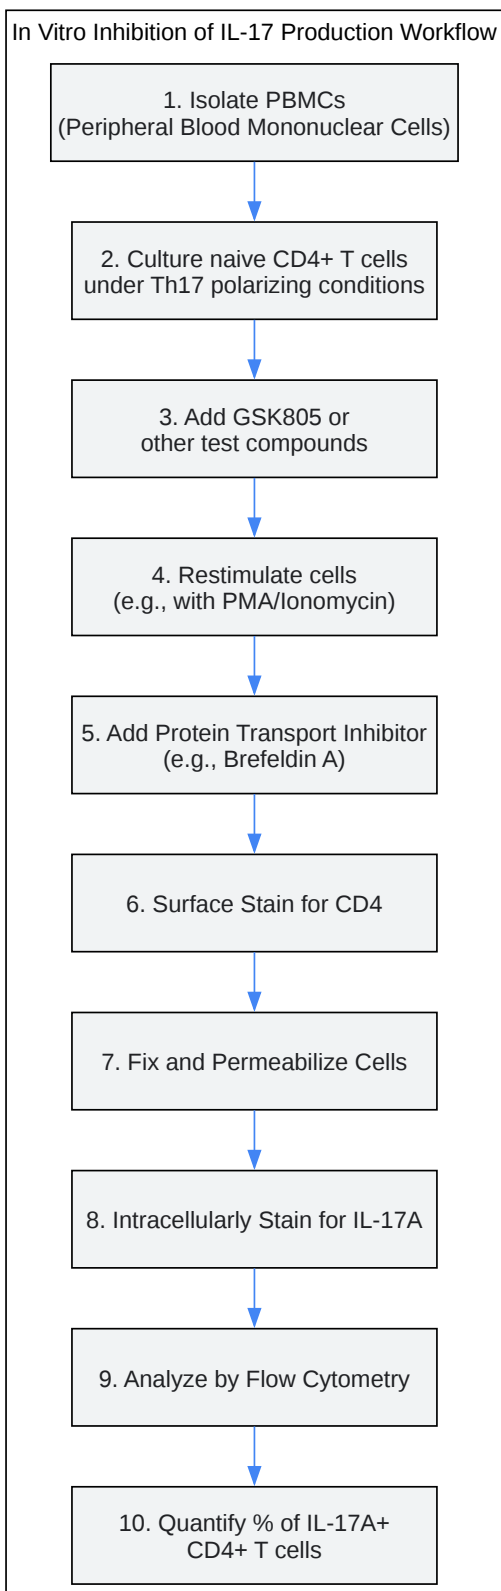 In Vitro Inhibition of IL-17 Production Workflow
1. Isolate PBMCs
(Peripheral Blood Mononuclear Cells)
2. Culture naive CD4+ T cells
under Th17 polarizing conditions
3. Add GSK805 or
other test compounds
4. Restimulate cells
(e.g., with PMA/Ionomycin)
5. Add Protein Transport Inhibitor
(e.g., Brefeldin A)
6. Surface Stain for CD4
7. Fix and Permeabilize Cells
8. Intracellularly Stain for IL-17A
9. Analyze by Flow Cytometry
10. Quantify % of IL-17A+
CD4+ T cells